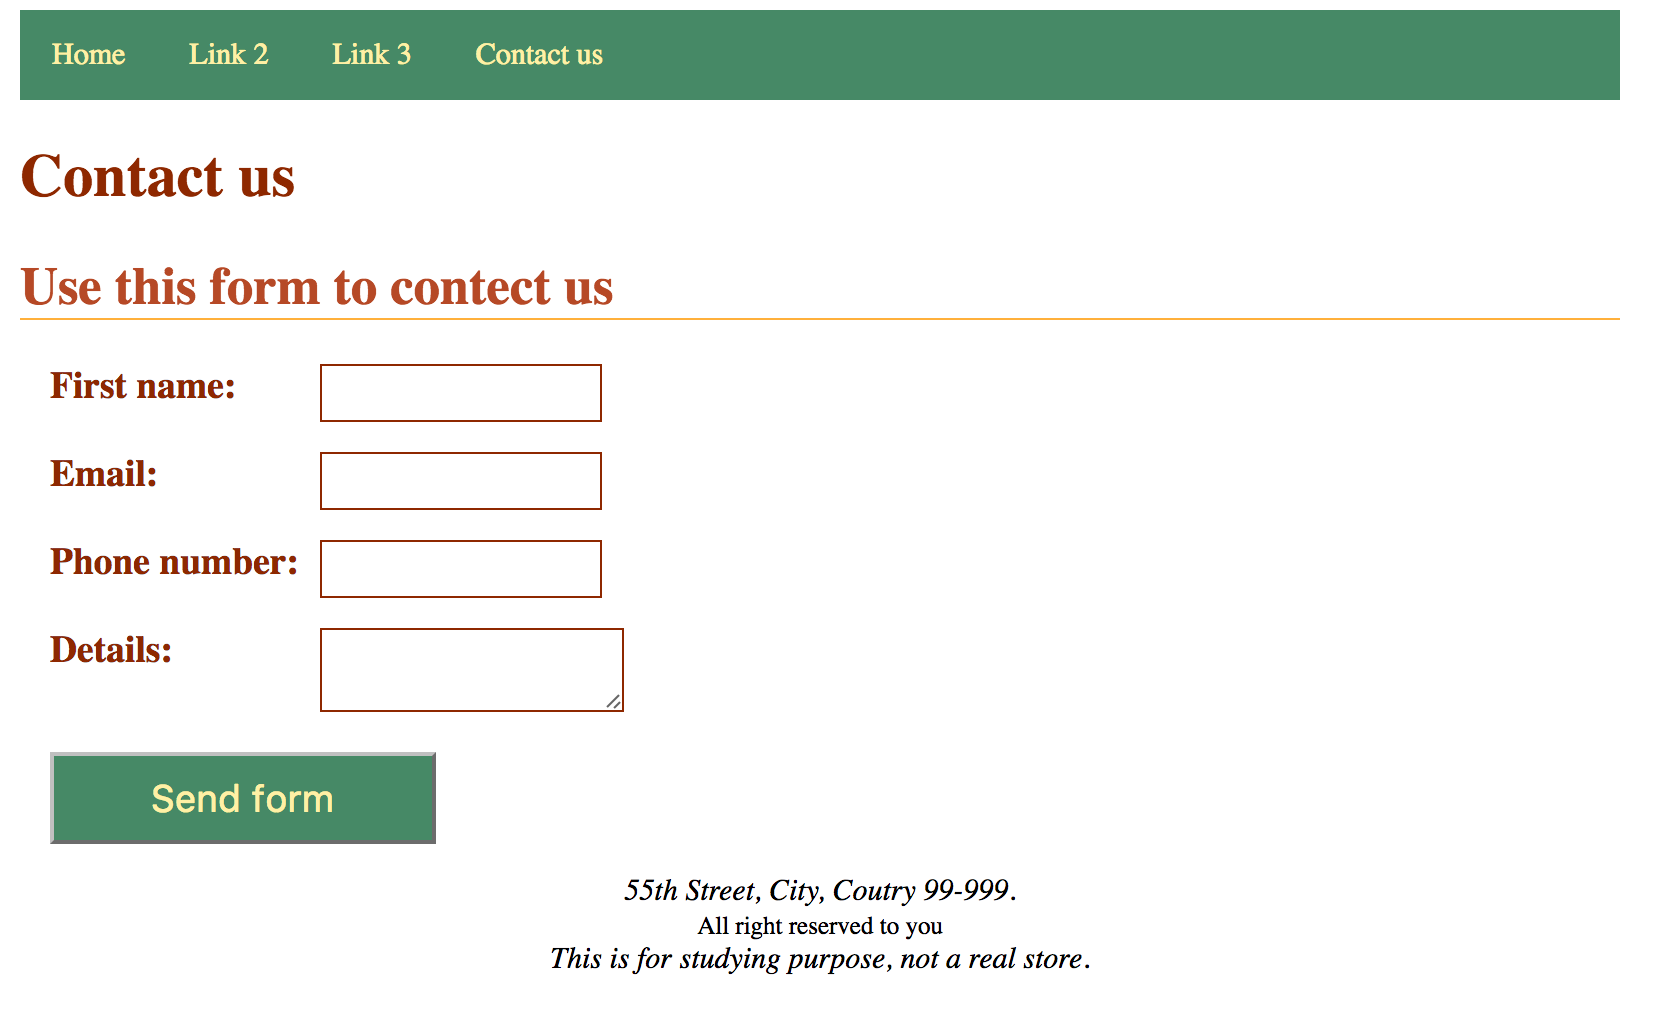 Home Link 2 Link 3 Contact us
Contact us
Use this form to contect us
First name:
Email:
Phone number:
Details:
Send form
55th Street, City, Coutry 99-999.
All right reserved to you
This is for studying purpose, not a real store.